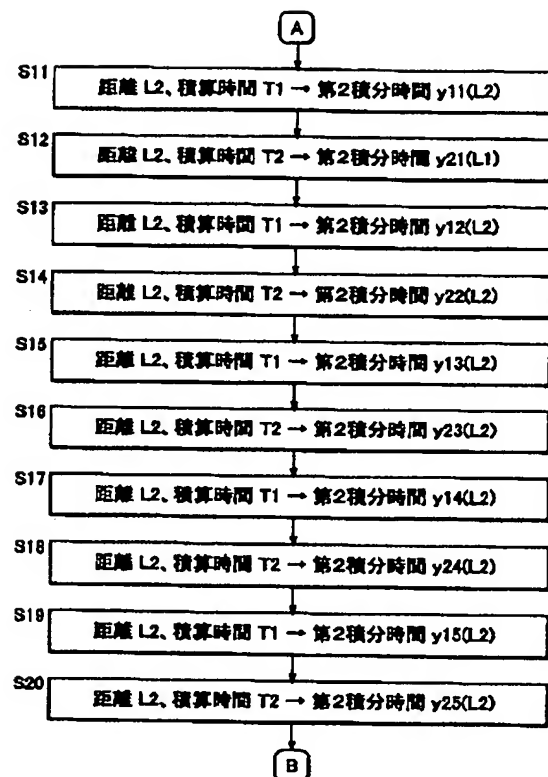 A
S11
距離 L2、積算時間 T1 → 第2積分時間 y11(L2)
S12
距離 L2、積算時間 T2 → 第2積分時間 y21(L1)
S13
距離 L2、積算時間 T1 → 第2積分時間 y12(L2)
S14
距離 L2、積算時間 T2 → 第2積分時間 y22(L2)
S15
距離 L2、積算時間 T1 → 第2積分時間 y13(L2)
S16
距離 L2、積算時間 T2 → 第2積分時間 y23(L2)
S17
距離 L2、積算時間 T1 → 第2積分時間 y14(L2)
S18
距離 L2、積算時間 T2 → 第2積分時間 y24(L2)
S19
距離 L2、積算時間 T1 → 第2積分時間 y15(L2)
S20
距離 L2、積算時間 T2 → 第2積分時間 y25(L2)
B